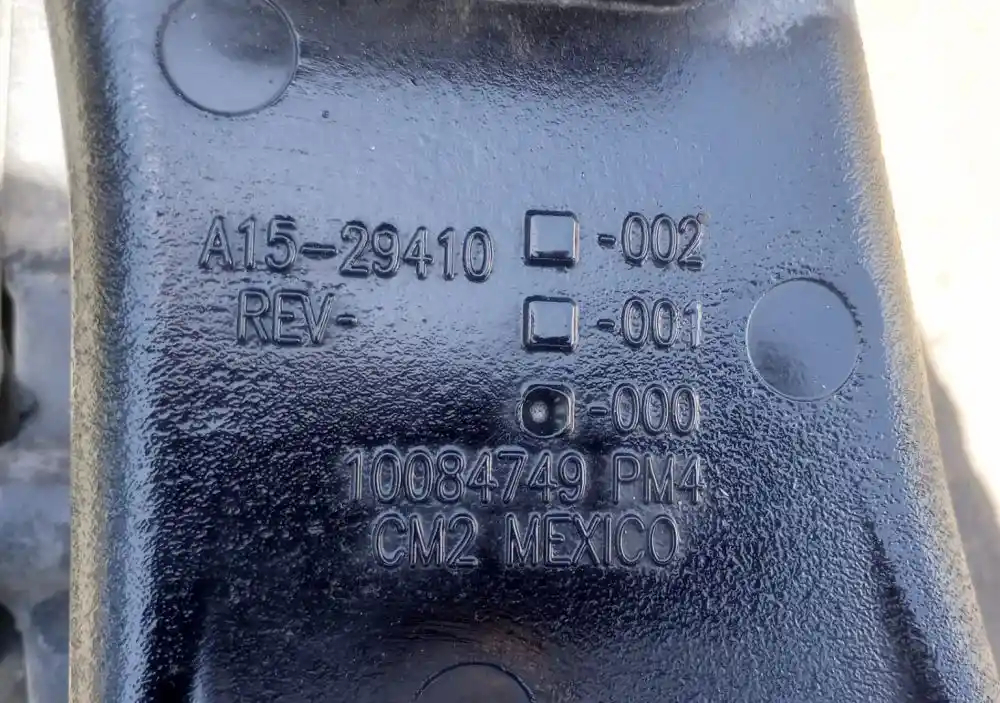 A15-29410 -002
REV- -001
-000
10084749 PM4
CM2 MEXICO